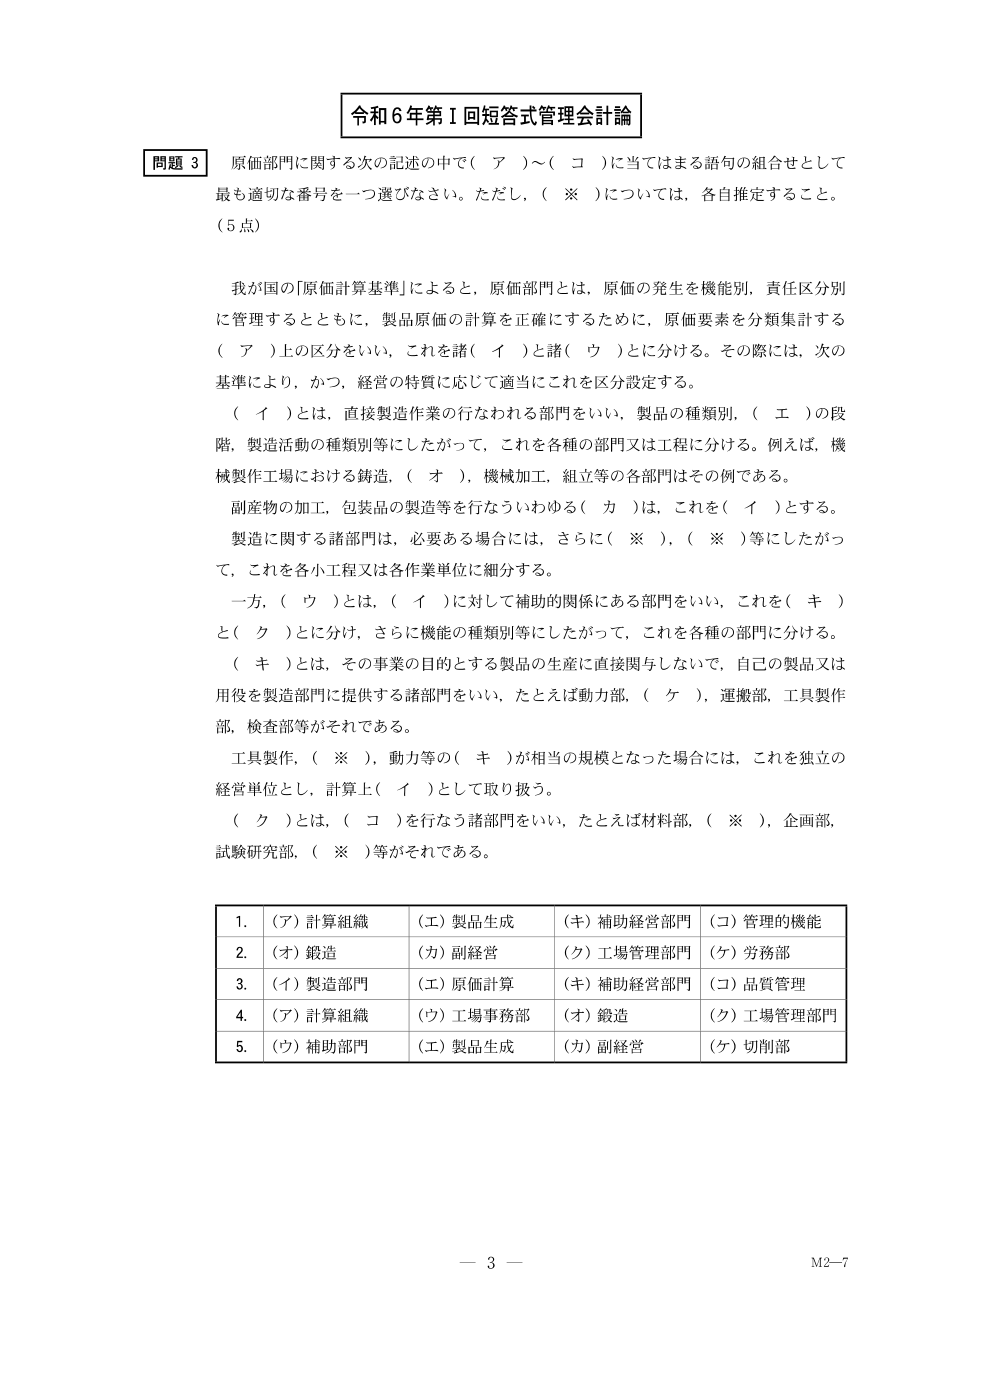 令和6年第Ⅰ回短答式管理会計論
問題 3 原価部門に関する次の記述の中で( ア )～( コ )に当てはまる語句の組合せとして
最も適切な番号を一つ選びなさい。ただし,( ※ )については,各自推定すること。
(5点)
我が国の「原価計算基準」によると,原価部門とは,原価の発生を機能別,責任区分別
に管理するとともに,製品原価の計算を正確にするために,原価要素を分類集計する
( ア )上の区分をいい,これを諸( イ )と諸( ウ )とに分ける。その際には,次の
基準により,かつ,経営の特質に応じて適当にこれを区分設定する。
( イ )とは,直接製造作業の行なわれる部門をいい,製品の種類別,( エ )の段
階,製造活動の種類別等にしたがって,これを各種の部門又は工程に分ける。例えば,機
械製作工場における鋳造,( オ ),機械加工,組立等の各部門はその例である。
副産物の加工,包装品の製造等を行なういわゆる( カ )は,これを( イ )とする。
製造に関する諸部門は,必要ある場合には,さらに( ※ ),( ※ )等にしたがっ
て,これを各小工程又は各作業単位に細分する。
一方,( ウ )とは,( イ )に対して補助的関係にある部門をいい,これを( キ )
と( ク )とに分け,さらに機能の種類別等にしたがって,これを各種の部門に分ける。
( キ )とは,その事業の目的とする製品の生産に直接関与しないで,自己の製品又は
用役を製造部門に提供する諸部門をいい,たとえば動力部,( ケ ),運搬部,工具製作
部,検査部等がそれである。
工具製作,( ※ ),動力等の( キ )が相当の規模となった場合には,これを独立の
経営単位とし,計算上( イ )として取り扱う。
( ク )とは,( コ )を行なう諸部門をいい,たとえば材料部,( ※ ),企画部,
試験研究部,( ※ )等がそれである。
1. (ア) 計算組織 (エ) 製品生成 (キ) 補助経営部門 (コ) 管理的機能
2. (オ) 鍛造 (カ) 副経営 (ク) 工場管理部門 (ケ) 労務部
3. (イ) 製造部門 (エ) 原価計算 (キ) 補助経営部門 (コ) 品質管理
4. (ア) 計算組織 (ウ) 工場事務部 (オ) 鍛造 (ク) 工場管理部門
5. (ウ) 補助部門 (エ) 製品生成 (カ) 副経営 (ケ) 切削部
― 3 ―
M2―7